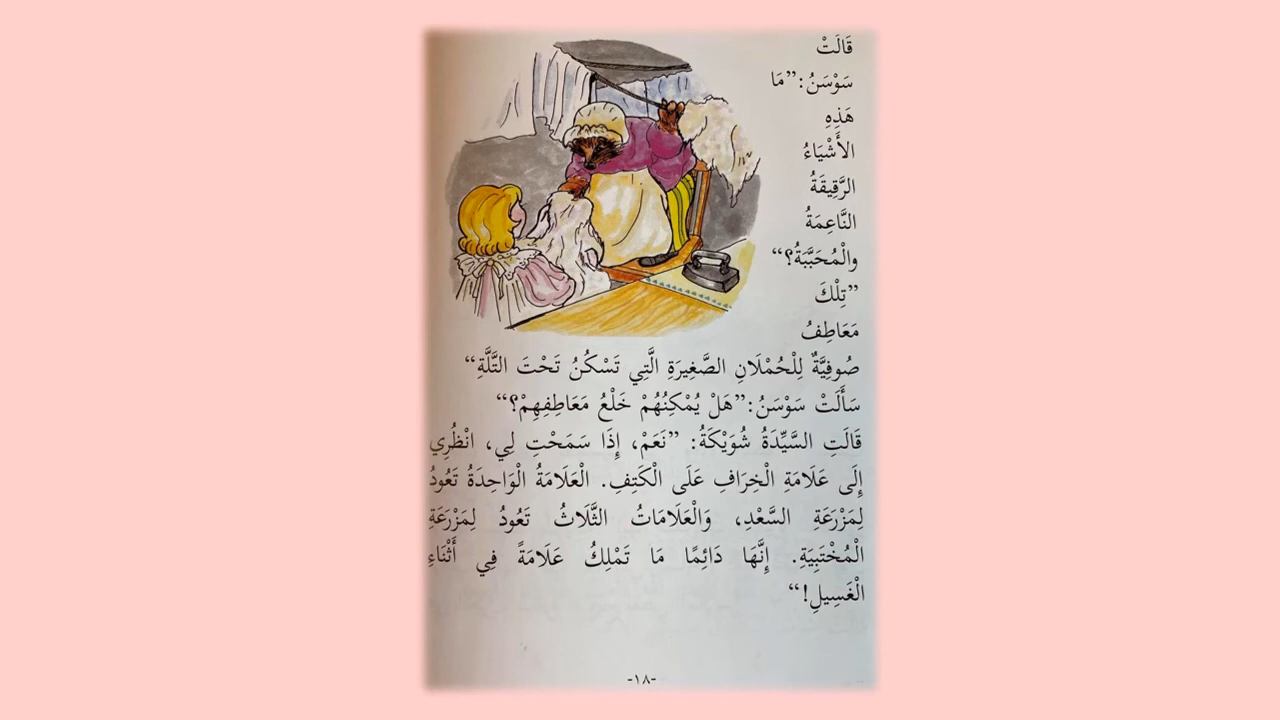 قَالَتْ
سَوْسَنُ:”مَا
هَذِهِ
الأَشْيَاءُ
الرَّقِيقَةُ
النَّاعِمَةُ
والْمُحَبَّبَةُ؟“
”تِلْكَ
مَعَاطِفُ
صُوفِيَّةٌ لِلْحُمْلَانِ الصَّغِيرَةِ الَّتِي تَسْكُنُ تَحْتَ التَّلَّةِ“
سَأَلَتْ سَوْسَنُ:”هَلْ يُمْكِنُهُمْ خَلْعُ مَعَاطِفِهِمْ؟“
قَالَتِ السَّيِّدَةُ شُوَيْكَةُ: ”نَعَمْ، إِذَا سَمَحْتِ لِي، انْظُرِي
إِلَى عَلَامَةِ الْخِرَافِ عَلَى الْكَتِفِ. الْعَلَامَةُ الْوَاحِدَةُ تَعُودُ
لِمَزْرَعَةِ السَّعْدِ، وَالْعَلَامَاتُ الثَّلَاثُ تَعُودُ لِمَزْرَعَةِ
الْمُخْتَبِيَةِ. إِنَّهَا دَائِمًا مَا تَمْلِكُ عَلَامَةً فِي أَثْنَاءِ
الْغَسِيلِ!“
-١٨-